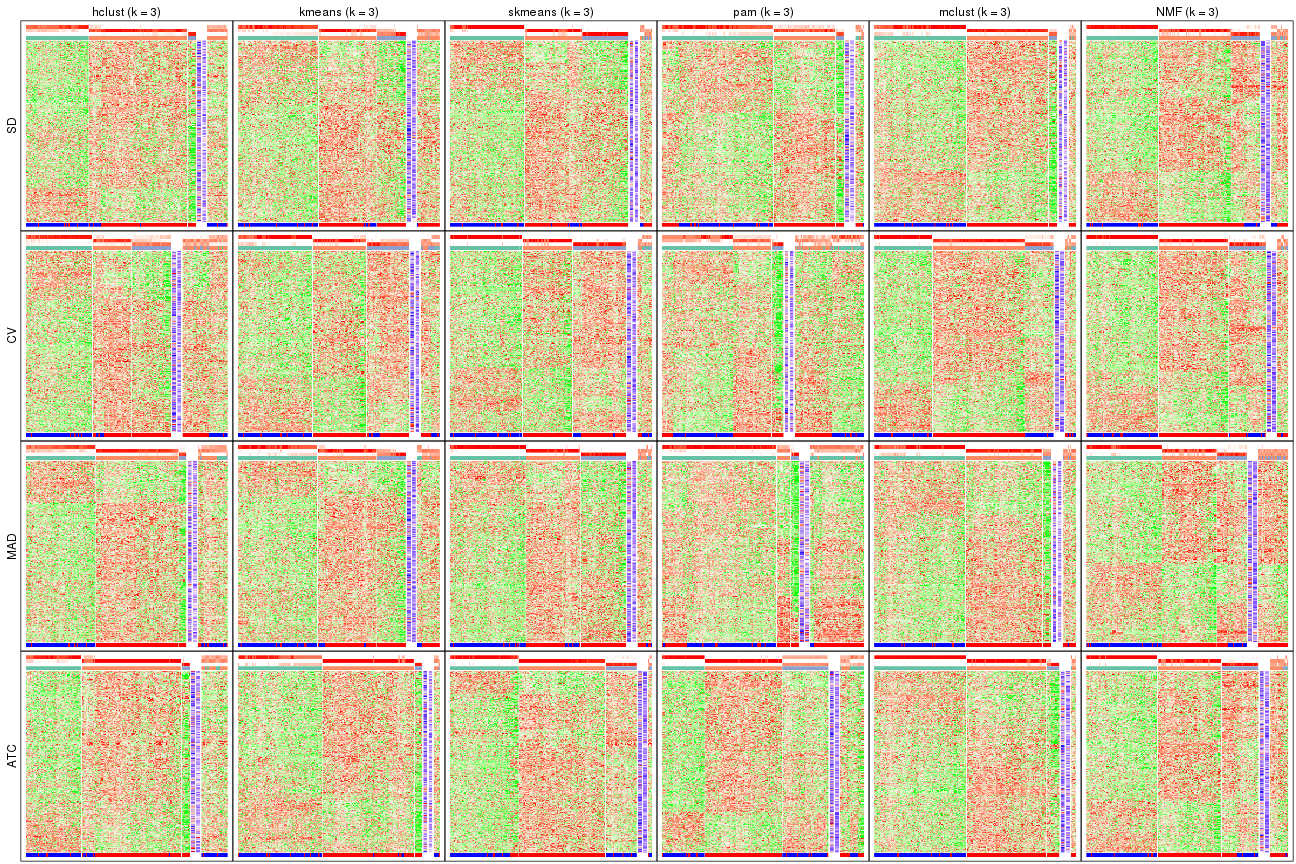 hclust (k = 3) kmeans (k = 3) skmeans (k = 3) pam (k = 3) mclust (k = 3) NMF (k = 3)
SD
CV
MAD
ATC